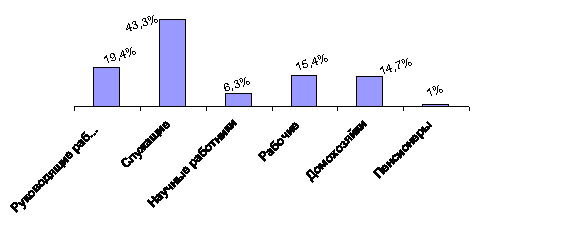 19,4%
43,3%
6,3%
15,4%
14,7%
1%
Руководящие раб...
Служащие
Научные работники
Рабочие
Домохозяйки
Пенсионеры